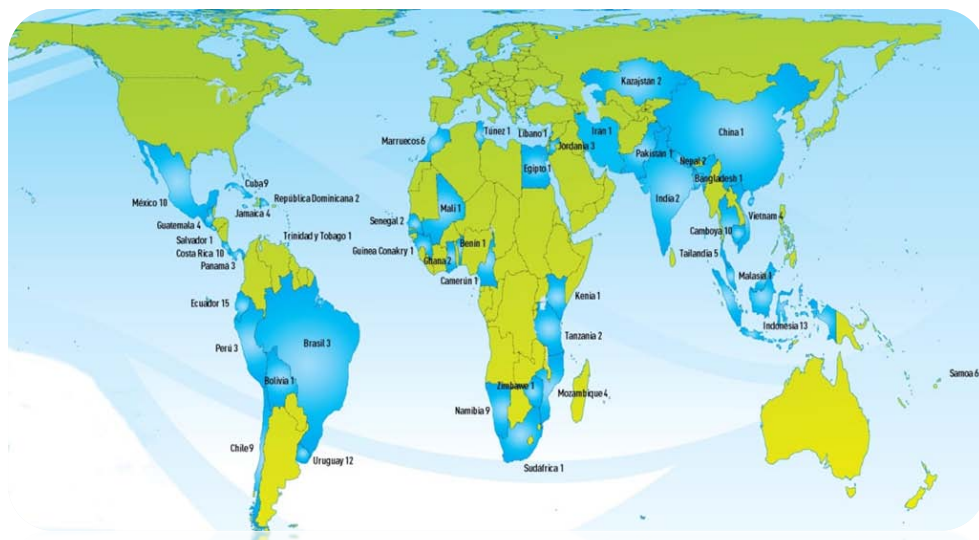 Kazajstán 2
China 1
Túnez 1
Líbano 1
Irán 1
Marruecos 6
Jordania 3
Pakistán 1
Nepal 2
Egipto 1
Bangladesh 1
India 2
Cuba 9
República Dominicana 2
México 10
Jamaica 4
Malí 1
Vietnam 4
Guatemala 4
Senegal 2
Camboya 10
Salvador 1
Trinidad y Tobago 1
Benín 1
Costa Rica 10
Guinea Conakry 1
Tailandia 5
Ghana 2
Panamá 3
Malasia 1
Camerún 1
Ecuador 15
Kenia 1
Indonesia 13
Tanzania 2
Perú 3
Brasil 3
Samoa 6
Bolivia 1
Zimbawe 1
Mozambique 4
Namibia 9
Chile 9
Uruguay 12
Sudáfrica 1